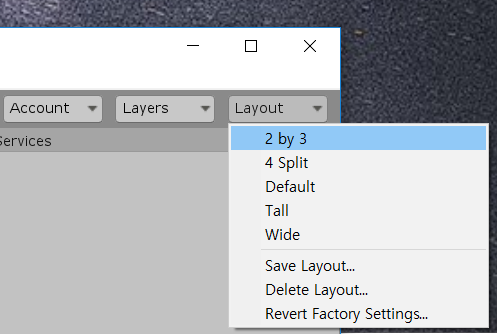 Account Layers Layout
Services
2 by 3
4 Split
Default
Tall
Wide
Save Layout...
Delete Layout...
Revert Factory Settings...